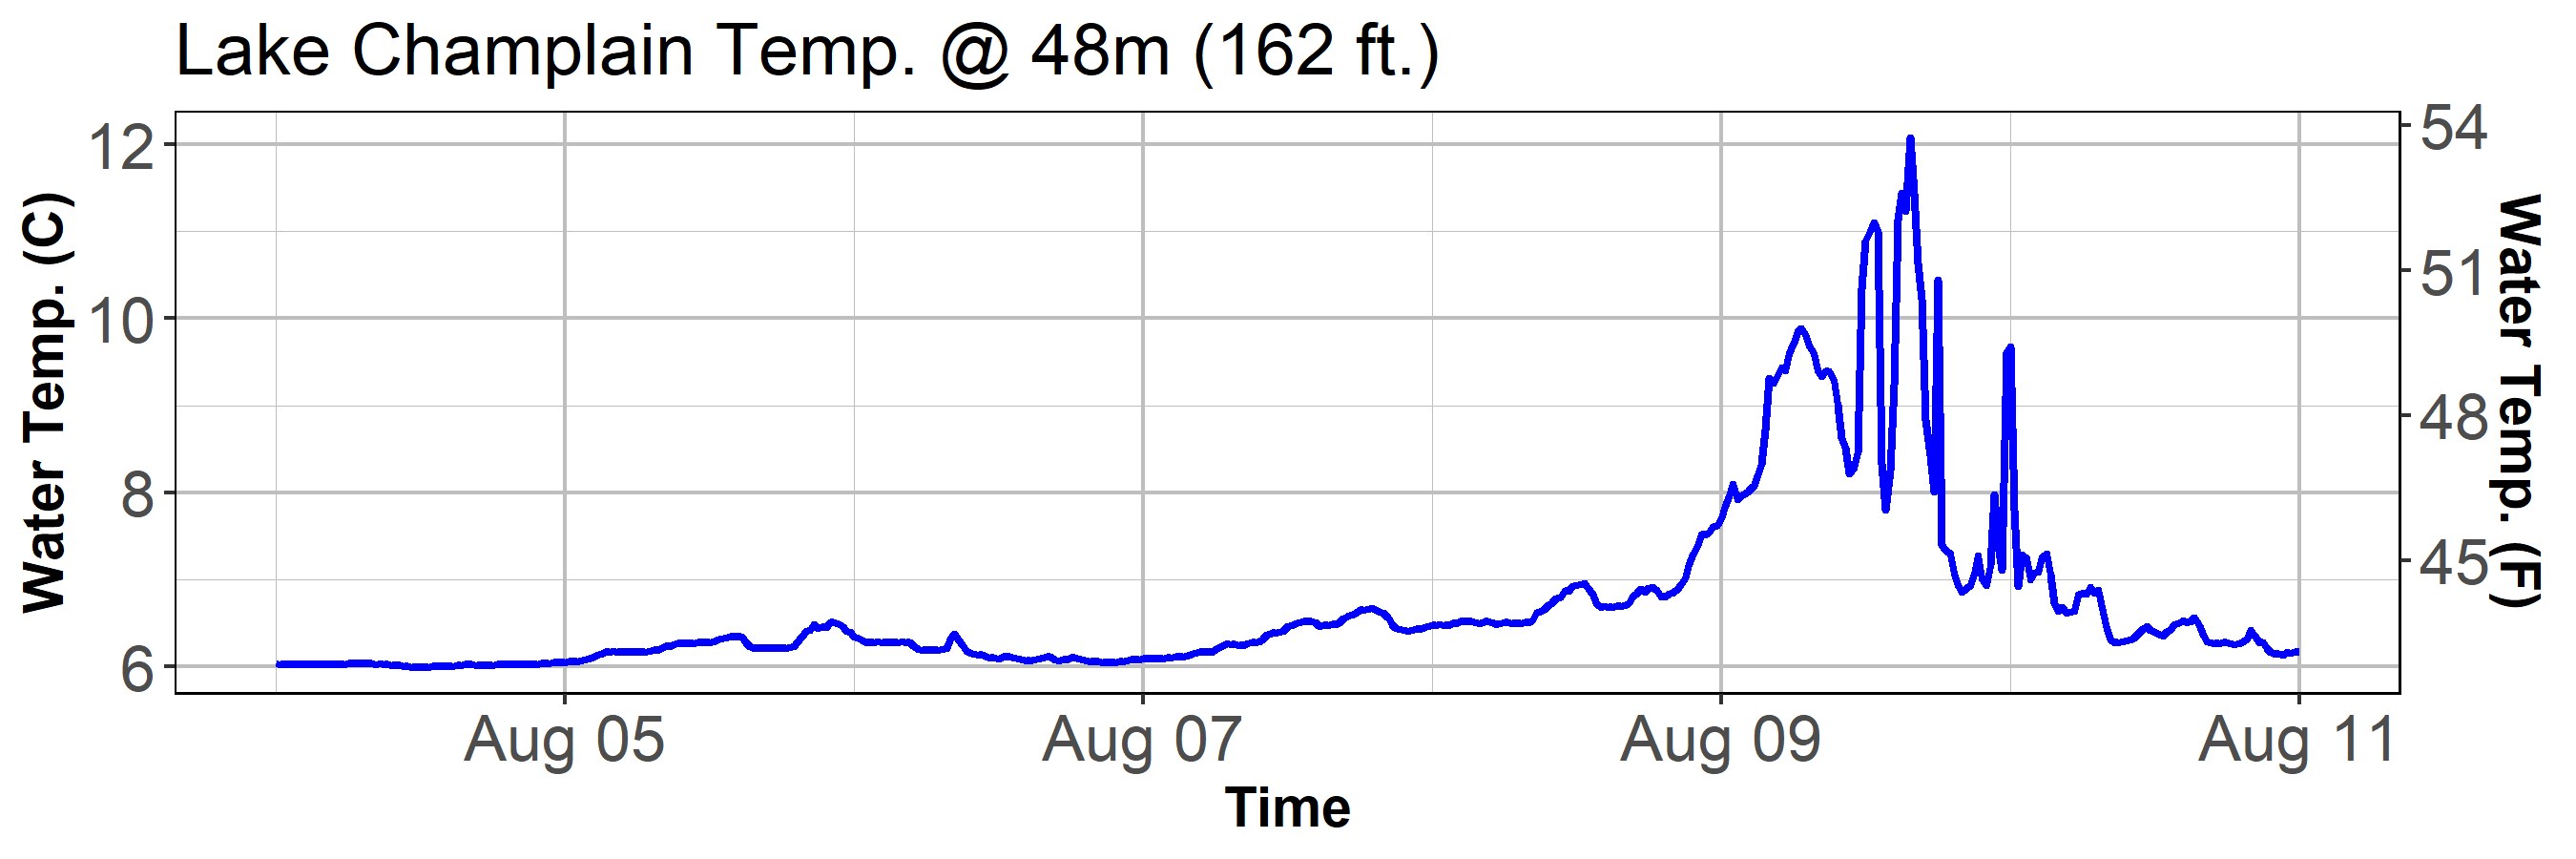 Lake Champlain Temp. @ 48m (162 ft.)
Water Temp. (C)
12
10
8
6
54
51
48
45
Water Temp. (F)
Aug 05 Aug 07 Aug 09 Aug 11
Time